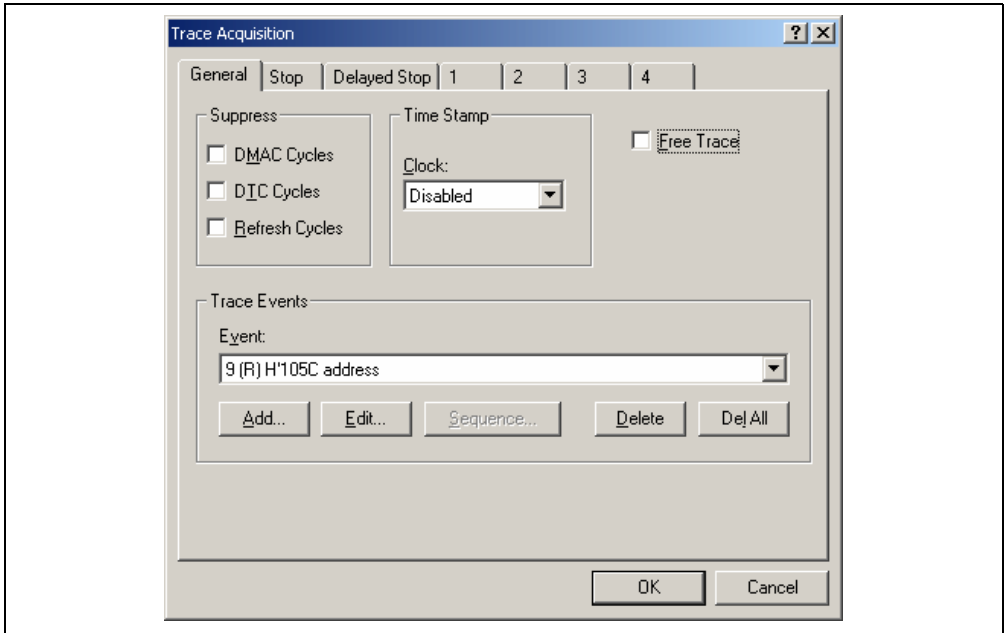 Trace Acquisition
General Stop Delayed Stop 1 2 3 4
Suppress
DMAC Cycles
DTC Cycles
Refresh Cycles
Time Stamp
Clock:
Disabled
Free Trace
Trace Events
Event:
9 (R) H'105C address
Add... Edit... Sequence... Delete Del All
OK Cancel